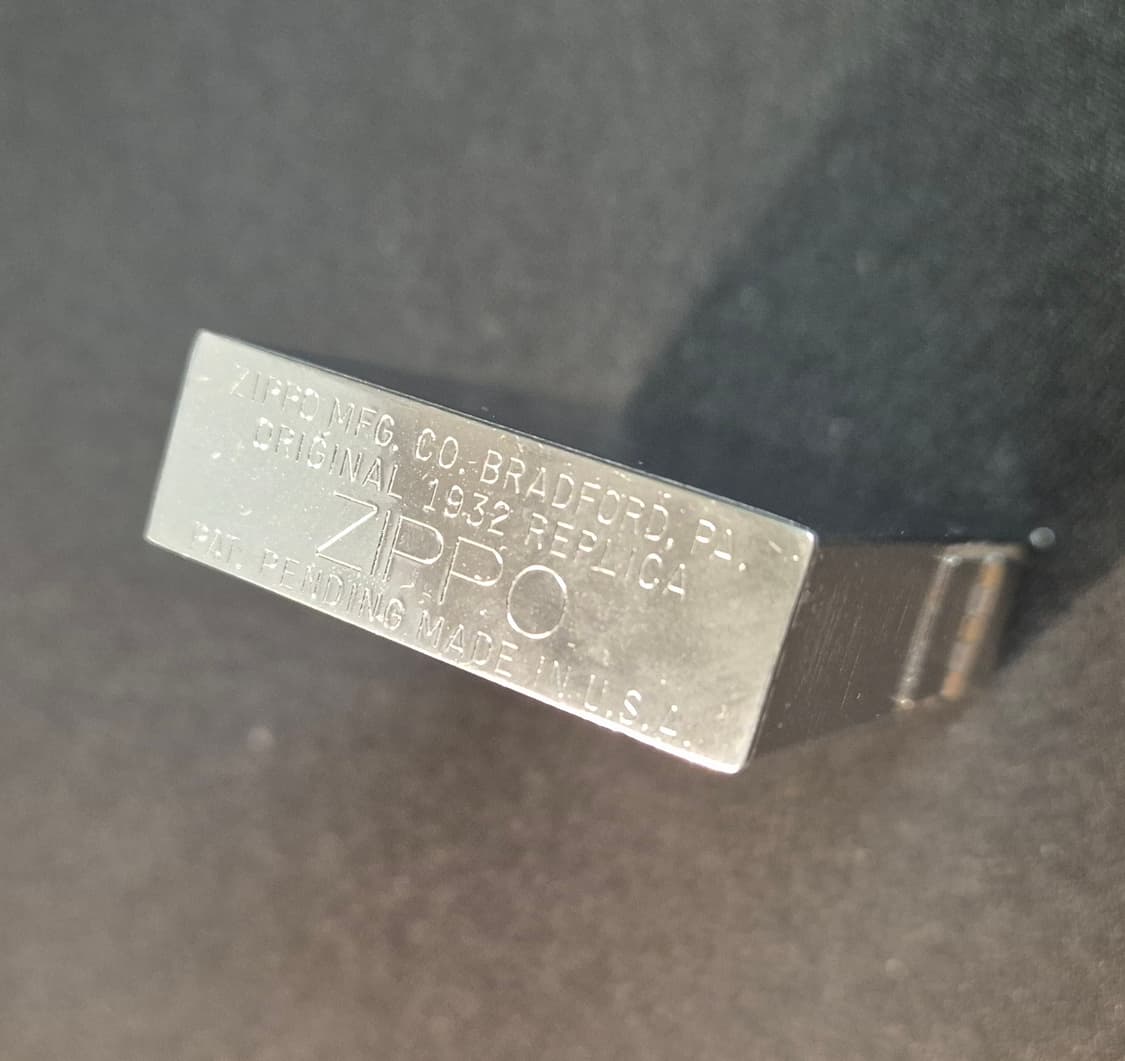 ZIPPO MFG. CO. BRADFORD, PA.
ORIGINAL 1932 REPLICA
ZIPPO
PAT. PENDING MADE IN U.S.A.